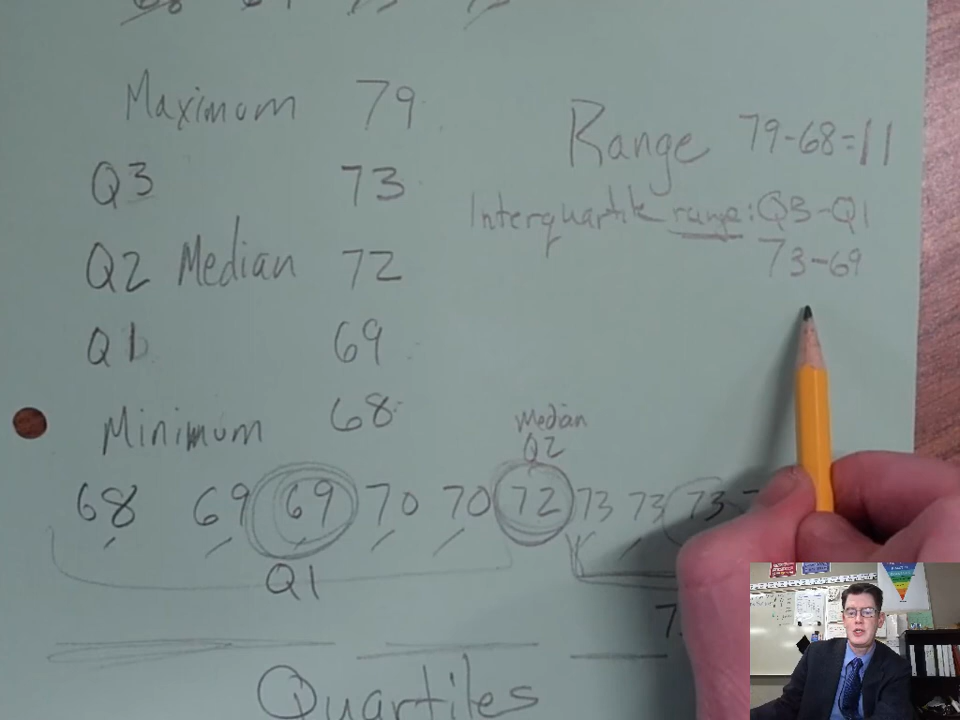 Maximum 79
Q3 73
Q2 Median 72
Q1 69
Minimum 68
Range 79-68=11
Interquartile range: Q3-Q1
73-69
Median
Q2
68 69 69 70 70 72 73 73 73
Q1
Quartiles